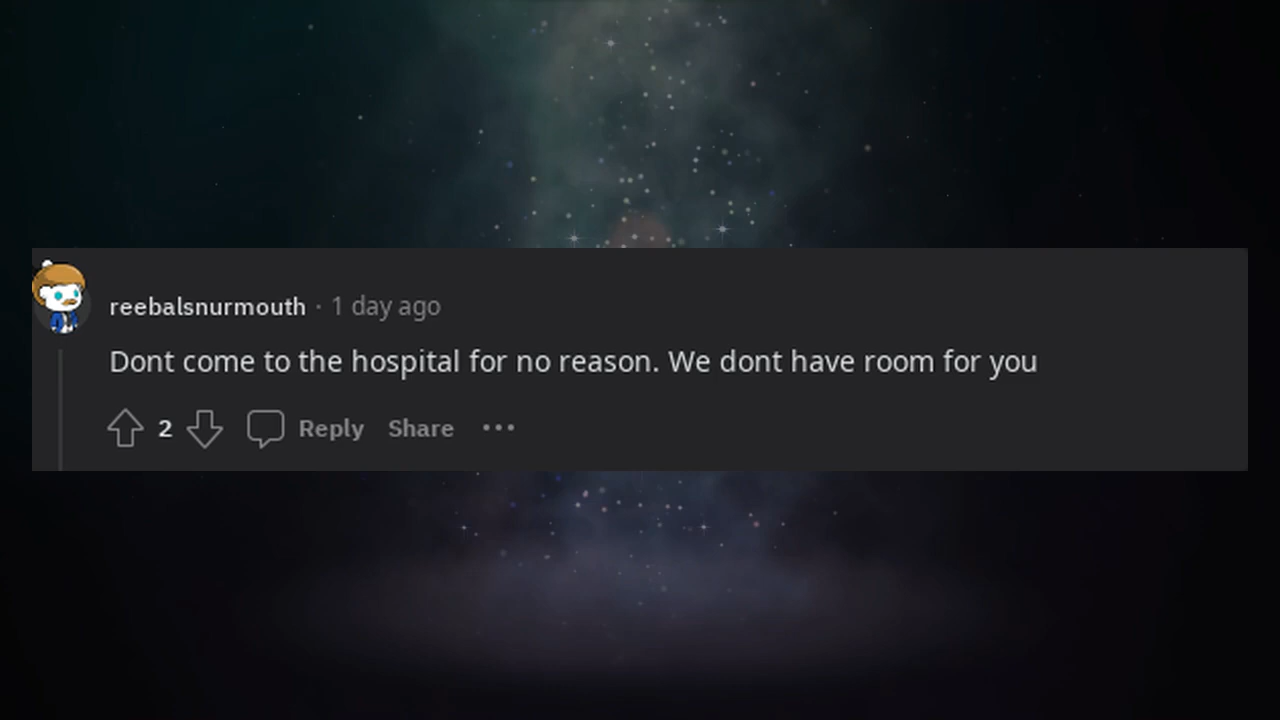 reebalsnurmouth · 1 day ago
Dont come to the hospital for no reason. We dont have room for you
2 Reply Share •••